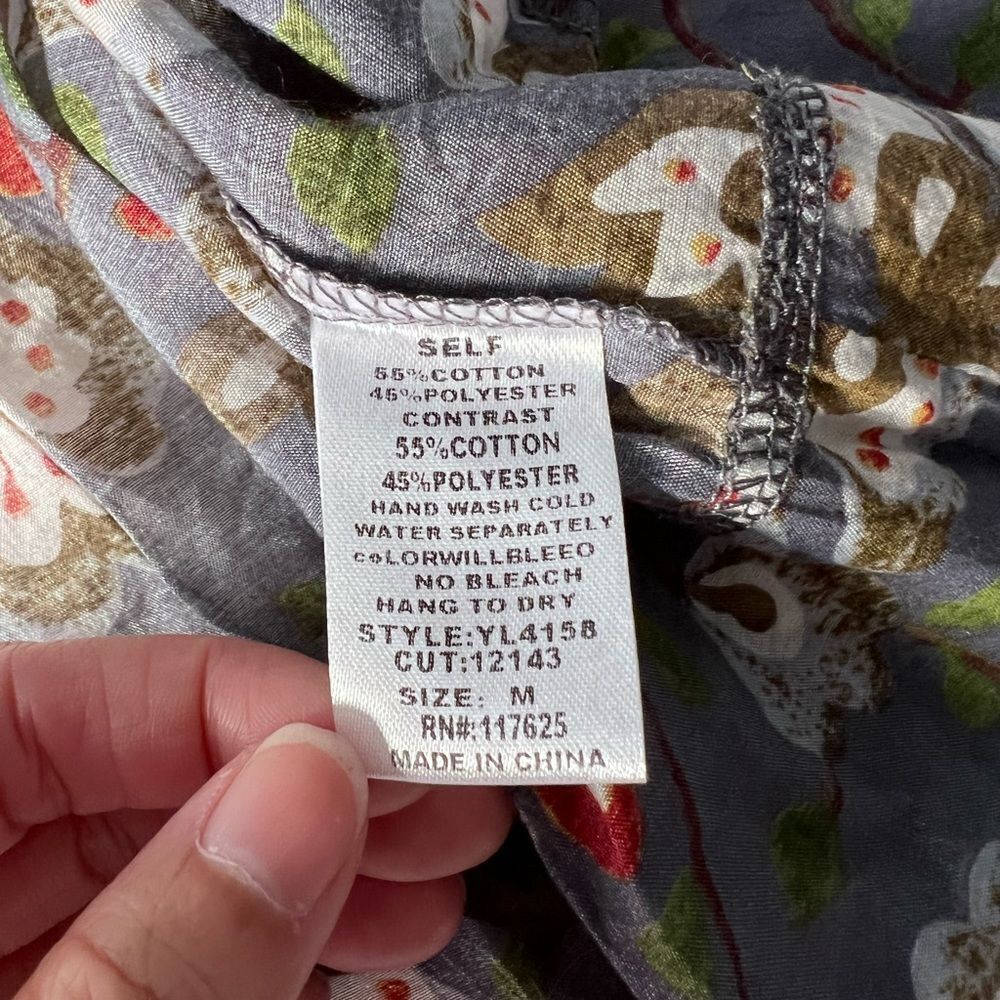 SELF
55%COTTON
45%POLYESTER
CONTRAST
55%COTTON
45%POLYESTER
HAND WASH COLD
WATER SEPARATELY
coLORWILLBLEEO
NO BLEACH
HANG TO DRY
STYLE:YL4158
CUT:12143
SIZE: M
RN#:117625
MADE IN CHINA